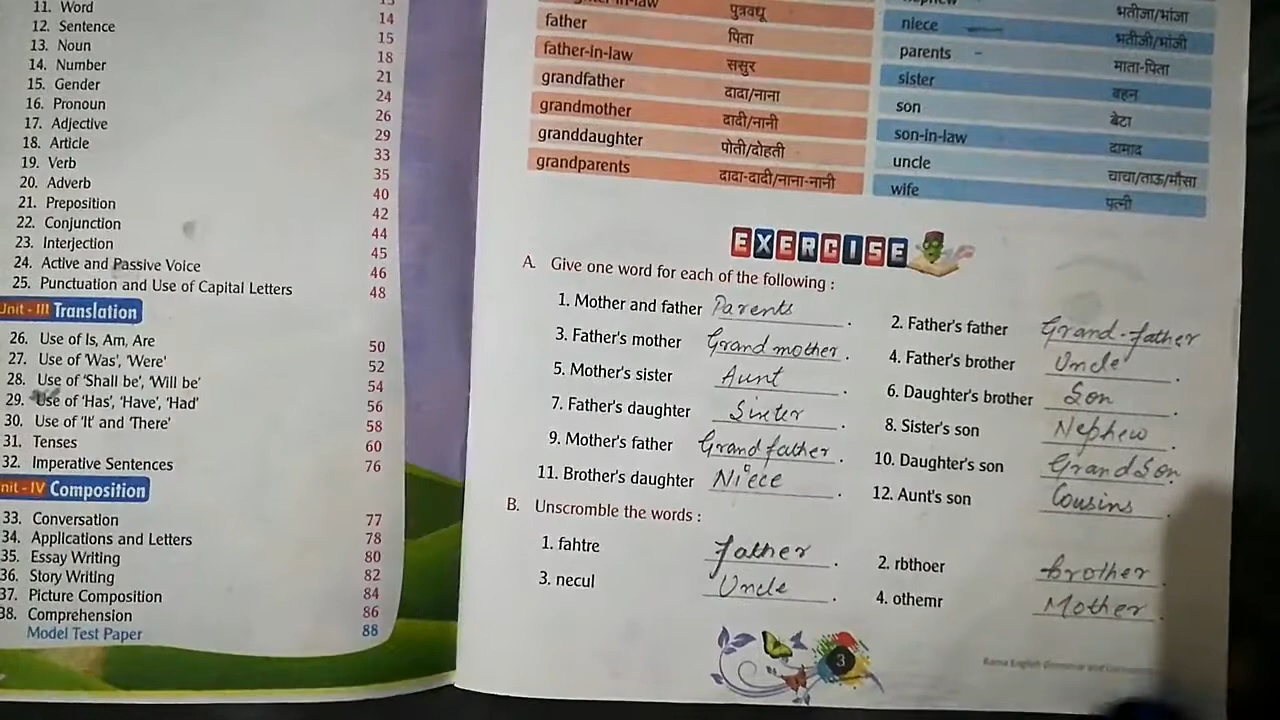 11. Word
12. Sentence 14
13. Noun 15
14. Number 18
15. Gender 21
16. Pronoun 24
17. Adjective 26
18. Article 29
19. Verb 33
20. Adverb 35
21. Preposition 40
22. Conjunction 42
23. Interjection 44
24. Active and Passive Voice 45
25. Punctuation and Use of Capital Letters 46
48
Unit - III Translation
26. Use of Is, Am, Are 50
27. Use of 'Was', 'Were' 52
28. Use of 'Shall be', 'Will be' 54
29. Use of 'Has', 'Have', 'Had' 56
30. Use of 'It' and 'There' 58
31. Tenses 60
32. Imperative Sentences 76
nit - IV Composition
33. Conversation 77
34. Applications and Letters 78
35. Essay Writing 80
36. Story Writing 82
37. Picture Composition 84
38. Comprehension 86
Model Test Paper 88
पुत्रवधू
father पिता
father-in-law ससुर
grandfather दादा/नाना
grandmother दादी/नानी
granddaughter पोती/दोहती
grandparents दादा-दादी/नाना-नानी
भतीजा/भांजा
niece भतीजी/भांजी
parents - माता-पिता
sister बहन
son बेटा
son-in-law दामाद
uncle चाचा/ताऊ/मौसा
wife पत्नी
EXERCISE
A. Give one word for each of the following :
1. Mother and father Parents.
2. Father's father Grand-father
3. Father's mother Grand mother.
4. Father's brother Uncle.
5. Mother's sister Aunt.
6. Daughter's brother Son.
7. Father's daughter Sister.
8. Sister's son Nephew.
9. Mother's father Grand father.
10. Daughter's son GrandSon.
11. Brother's daughter Niece.
12. Aunt's son Cousins.
B. Unscromble the words :
1. fahtre father.
2. rbthoer brother.
3. necul Uncle.
4. othemr Mother.
3